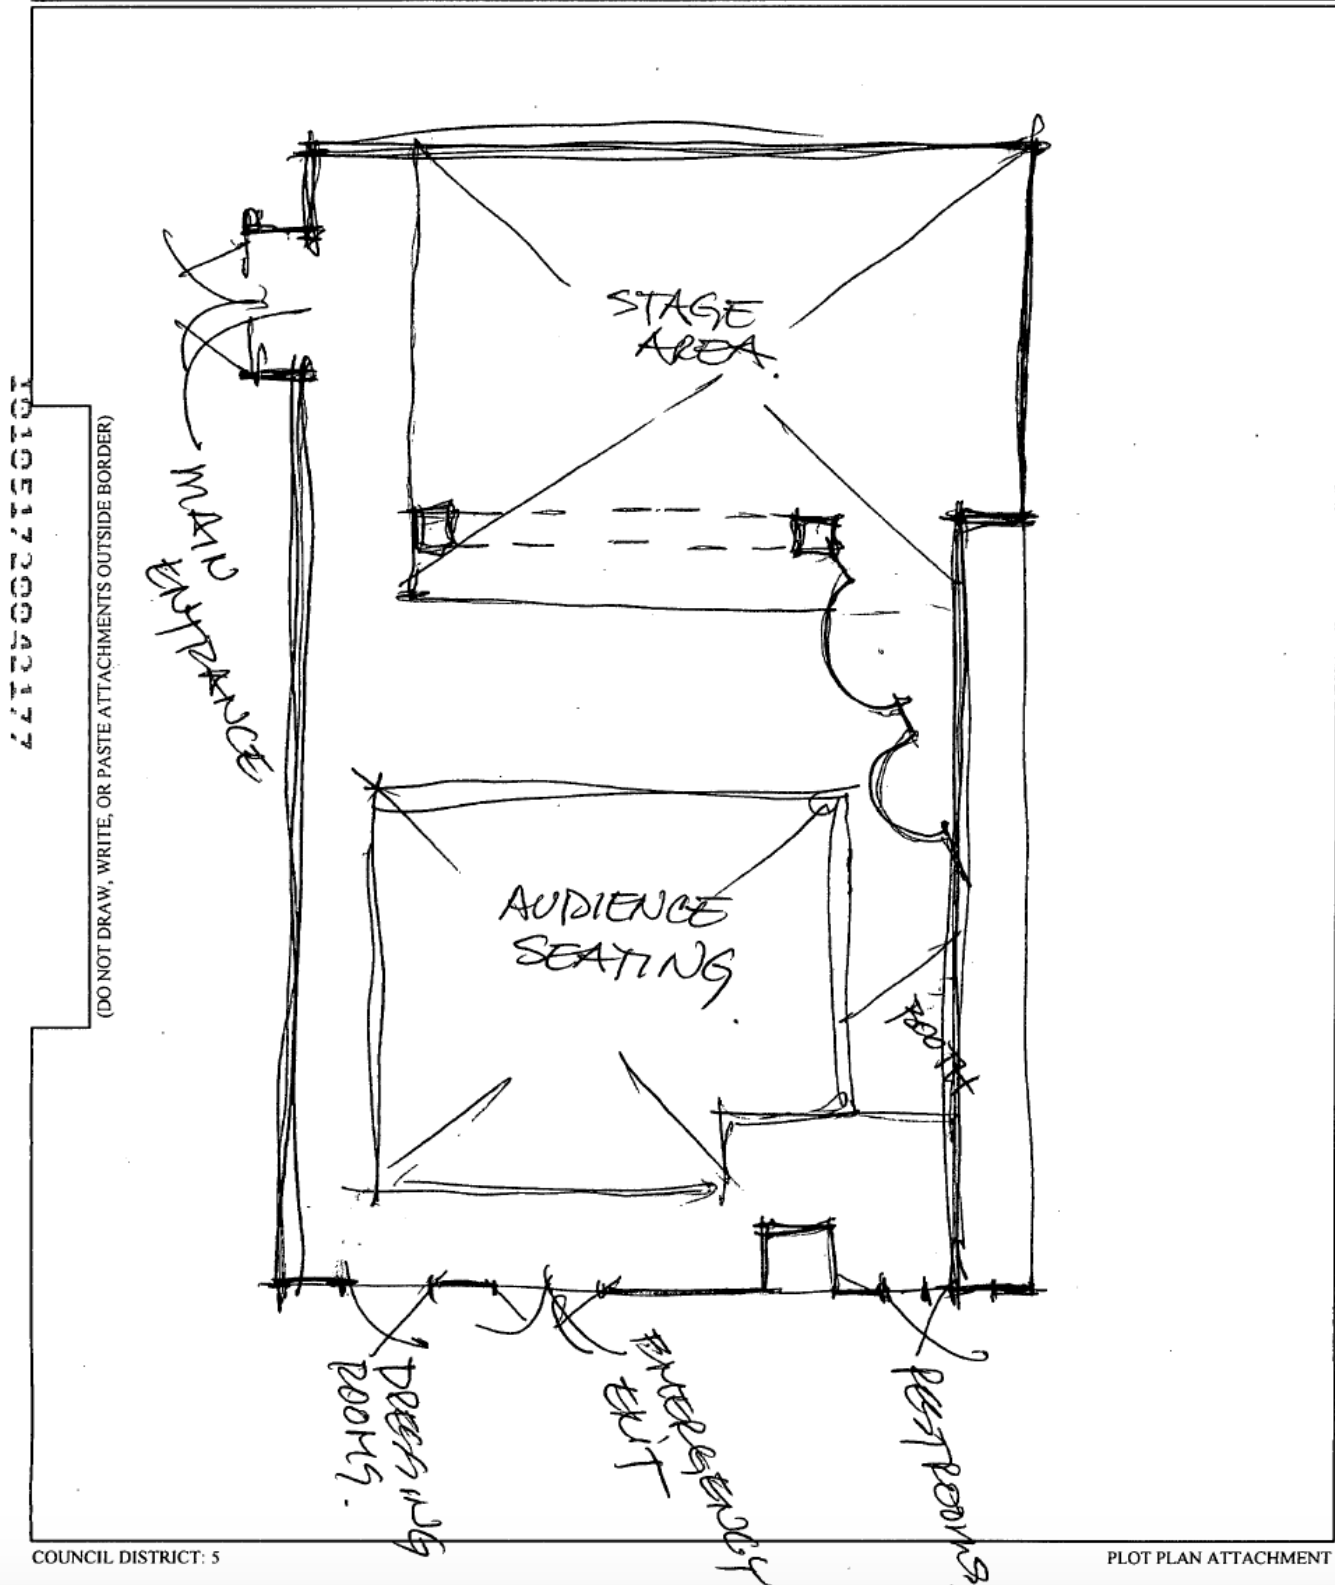 STAGE
AREA.
MAIN
ENTRANCE
(DO NOT DRAW, WRITE, OR PASTE ATTACHMENTS OUTSIDE BORDER)
AUDIENCE
SEATING.
BOOTH
DRESSING
ROOMS.
EMERGENCY
EXIT
RESTROOMS
COUNCIL DISTRICT: 5
PLOT PLAN ATTACHMENT